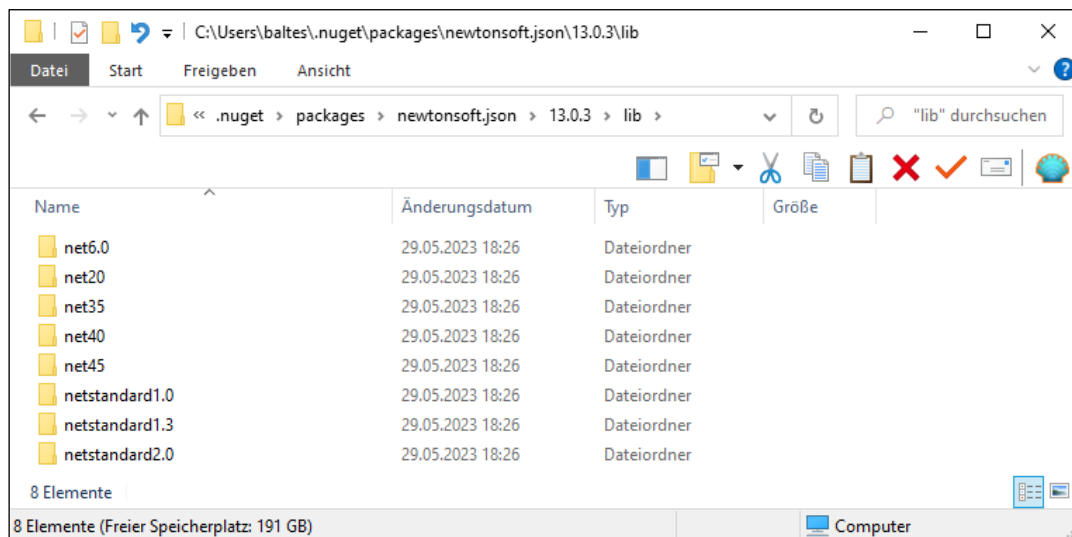 C:\Users\baltes\.nuget\packages\newtonsoft.json\13.0.3\lib
Datei Start Freigeben Ansicht
« .nuget > packages > newtonsoft.json > 13.0.3 > lib > "lib" durchsuchen
Name Änderungsdatum Typ Größe
net6.0 29.05.2023 18:26 Dateiordner
net20 29.05.2023 18:26 Dateiordner
net35 29.05.2023 18:26 Dateiordner
net40 29.05.2023 18:26 Dateiordner
net45 29.05.2023 18:26 Dateiordner
netstandard1.0 29.05.2023 18:26 Dateiordner
netstandard1.3 29.05.2023 18:26 Dateiordner
netstandard2.0 29.05.2023 18:26 Dateiordner
8 Elemente
8 Elemente (Freier Speicherplatz: 191 GB) Computer